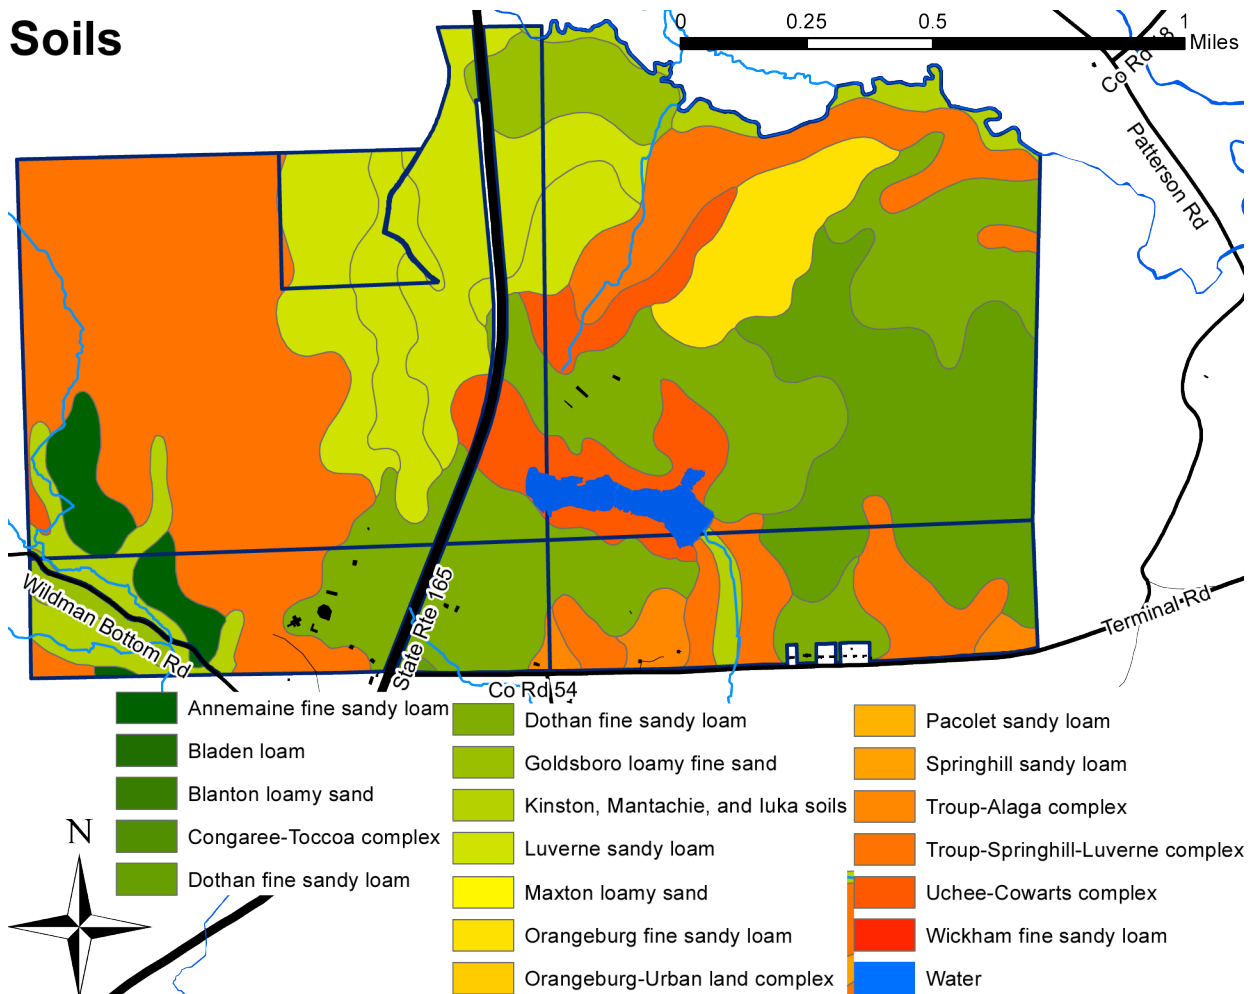 Soils
0 0.25 0.5 1
Miles
Co Rd 18
Patterson Rd
Wildman Bottom Rd
State Rte 165
Terminal Rd
Co Rd 54
Annemaine fine sandy loam
Bladen loam
Blanton loamy sand
Congaree-Toccoa complex
Dothan fine sandy loam
Dothan fine sandy loam
Goldsboro loamy fine sand
Kinston, Mantachie, and Iuka soils
Luverne sandy loam
Maxton loamy sand
Orangeburg fine sandy loam
Orangeburg-Urban land complex
Pacolet sandy loam
Springhill sandy loam
Troup-Alaga complex
Troup-Springhill-Luverne complex
Uchee-Cowarts complex
Wickham fine sandy loam
Water
N